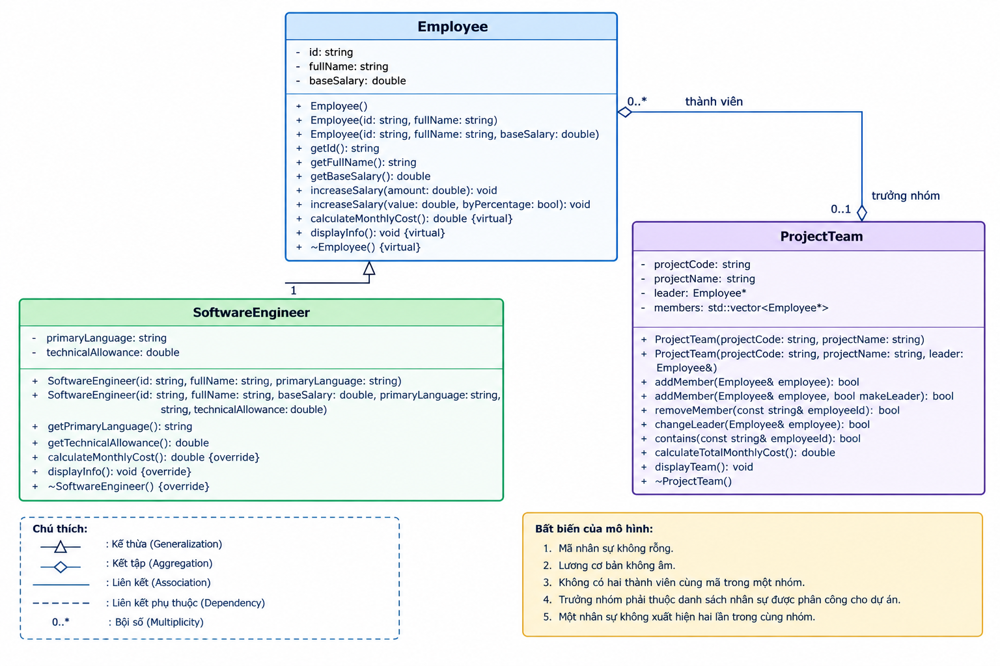 Employee
- id: string
- fullName: string
- baseSalary: double
+ Employee()
+ Employee(id: string, fullName: string)
+ Employee(id: string, fullName: string, baseSalary: double)
+ getId(): string
+ getFullName(): string
+ getBaseSalary(): double
+ increaseSalary(amount: double): void
+ increaseSalary(value: double, byPercentage: bool): void
+ calculateMonthlyCost(): double {virtual}
+ displayInfo(): void {virtual}
+ ~Employee() {virtual}
0..* thành viên
trưởng nhóm
0..1
1
SoftwareEngineer
- primaryLanguage: string
- technicalAllowance: double
+ SoftwareEngineer(id: string, fullName: string, primaryLanguage: string)
+ SoftwareEngineer(id: string, fullName: string, baseSalary: double, primaryLanguage: string,
string, technicalAllowance: double)
+ getPrimaryLanguage(): string
+ getTechnicalAllowance(): double
+ calculateMonthlyCost(): double {override}
+ displayInfo(): void {override}
+ ~SoftwareEngineer() {override}
ProjectTeam
- projectCode: string
- projectName: string
- leader: Employee*
- members: std::vector<Employee*>
+ ProjectTeam(projectCode: string, projectName: string)
+ ProjectTeam(projectCode: string, projectName: string, leader:
Employee&)
+ addMember(Employee& employee): bool
+ addMember(Employee& employee, bool makeLeader): bool
+ removeMember(const string& employeeId): bool
+ changeLeader(Employee& employee): bool
+ contains(const string& employeeId): bool
+ calculateTotalMonthlyCost(): double
+ displayTeam(): void
+ ~ProjectTeam()
Chú thích:
: Kế thừa (Generalization)
: Kết tập (Aggregation)
: Liên kết (Association)
: Liên kết phụ thuộc (Dependency)
0..* : Bội số (Multiplicity)
Bất biến của mô hình:
1. Mã nhân sự không rỗng.
2. Lương cơ bản không âm.
3. Không có hai thành viên cùng mã trong một nhóm.
4. Trưởng nhóm phải thuộc danh sách nhân sự được phân công cho dự án.
5. Một nhân sự không xuất hiện hai lần trong cùng nhóm.